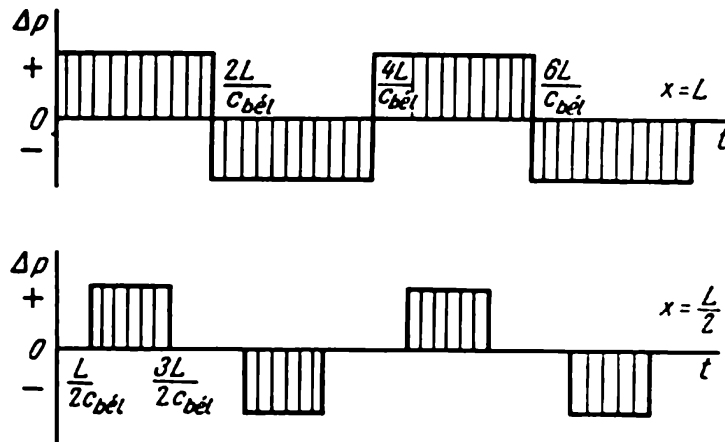 Δp
+
0
−
2L/c_bél
4L/c_bél
6L/c_bél
x = L
t
Δp
+
0
−
L/2c_bél
3L/2c_bél
x = L/2
t